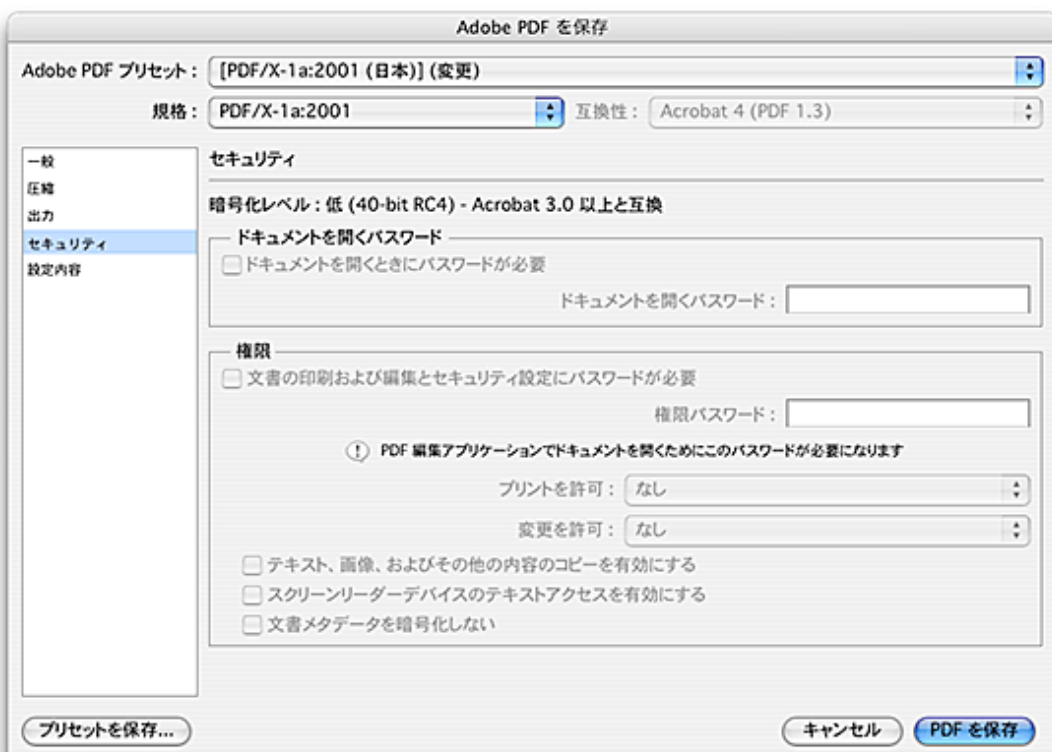 Adobe PDF を保存
Adobe PDF プリセット： [PDF/X-1a:2001 (日本)] (変更)
規格： PDF/X-1a:2001 互換性： Acrobat 4 (PDF 1.3)
一般
圧縮
出力
セキュリティ
設定内容
セキュリティ
暗号化レベル：低 (40-bit RC4) - Acrobat 3.0 以上と互換
ドキュメントを開くパスワード
ドキュメントを開くときにパスワードが必要
ドキュメントを開くパスワード：
権限
文書の印刷および編集とセキュリティ設定にパスワードが必要
権限パスワード：
PDF 編集アプリケーションでドキュメントを開くためにこのパスワードが必要になります
プリントを許可： なし
変更を許可： なし
テキスト、画像、およびその他の内容のコピーを有効にする
スクリーンリーダーデバイスのテキストアクセスを有効にする
文書メタデータを暗号化しない
プリセットを保存... キャンセル PDF を保存